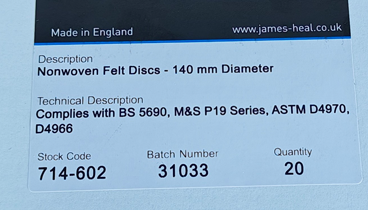 Made in England www.james-heal.co.uk
Description
Nonwoven Felt Discs - 140 mm Diameter
Technical Description
Complies with BS 5690, M&S P19 Series, ASTM D4970,
D4966
Stock Code Batch Number Quantity
714-602 31033 20